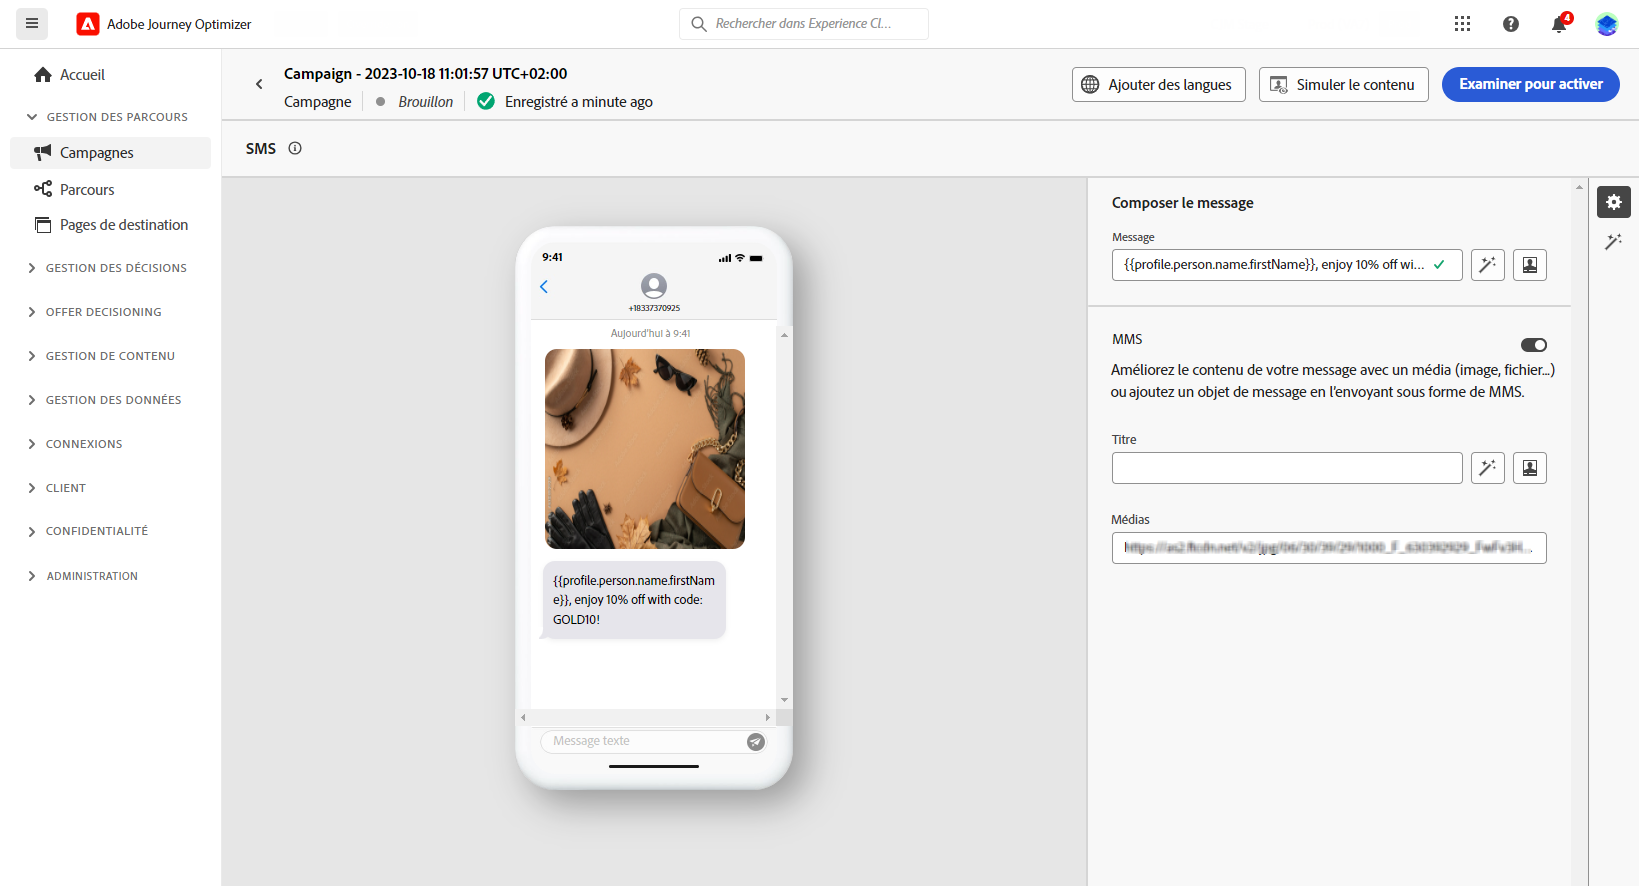 Adobe Journey Optimizer
Rechercher dans Experience Cl...
4
Accueil
GESTION DES PARCOURS
Campagnes
Parcours
Pages de destination
GESTION DES DÉCISIONS
OFFER DECISIONING
GESTION DE CONTENU
GESTION DES DONNÉES
CONNEXIONS
CLIENT
CONFIDENTIALITÉ
ADMINISTRATION
Campaign - 2023-10-18 11:01:57 UTC+02:00
Campagne
Brouillon
Enregistré a minute ago
Ajouter des langues
Simuler le contenu
Examiner pour activer
SMS
9:41
+18337370925
Aujourd'hui à 9:41
{{profile.person.name.firstNam
e}}, enjoy 10% off with code:
GOLD10!
Message texte
Composer le message
Message
{{profile.person.name.firstName}}, enjoy 10% off wi...
MMS
Améliorez le contenu de votre message avec un média (image, fichier...)
ou ajoutez un objet de message en l'envoyant sous forme de MMS.
Titre
Médias